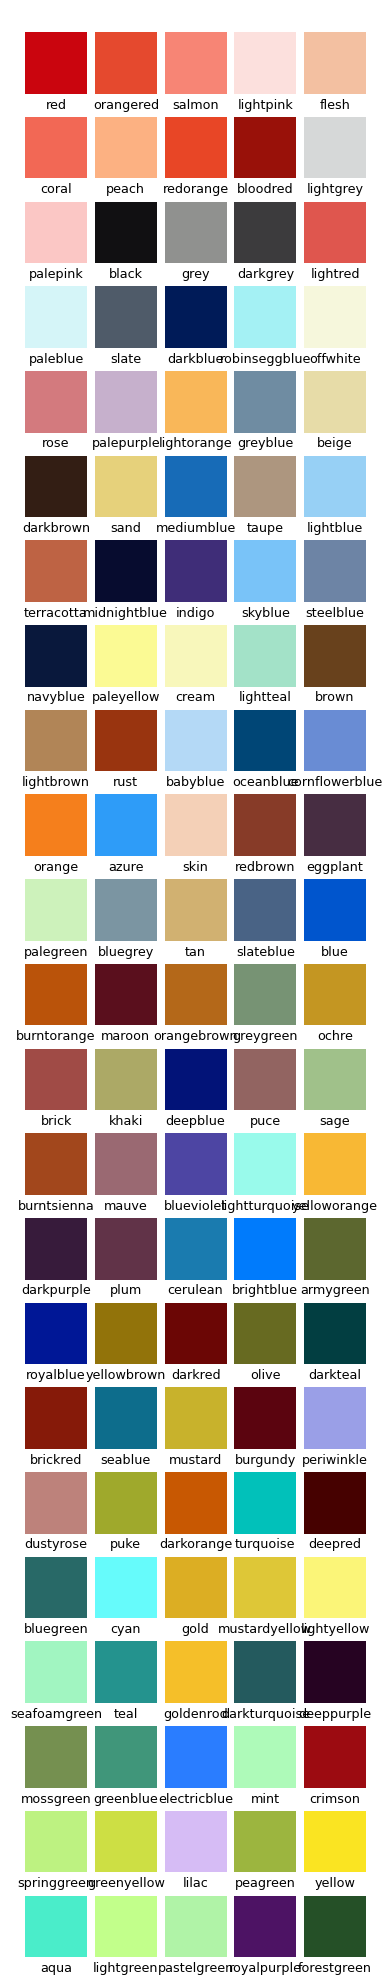 red orangered salmon lightpink flesh
coral peach redorange bloodred lightgrey
palepink black grey darkgrey lightred
paleblue slate darkblue robinseggblue offwhite
rose palepurple lightorange greyblue beige
darkbrown sand mediumblue taupe lightblue
terracotta midnightblue indigo skyblue steelblue
navyblue paleyellow cream lightteal brown
lightbrown rust babyblue oceanblue cornflowerblue
orange azure skin redbrown eggplant
palegreen bluegrey tan slateblue blue
burntorange maroon orangebrown greygreen ochre
brick khaki deepblue puce sage
burntsienna mauve blueviolet lightturquoise yelloworange
darkpurple plum cerulean brightblue armygreen
royalblue yellowbrown darkred olive darkteal
brickred seablue mustard burgundy periwinkle
dustyrose puke darkorange turquoise deepred
bluegreen cyan gold mustardyellow lightyellow
seafoamgreen teal goldenrod darkturquoise deeppurple
mossgreen greenblue electricblue mint crimson
springgreen greenyellow lilac peagreen yellow
aqua lightgreen pastelgreen royalpurple forestgreen